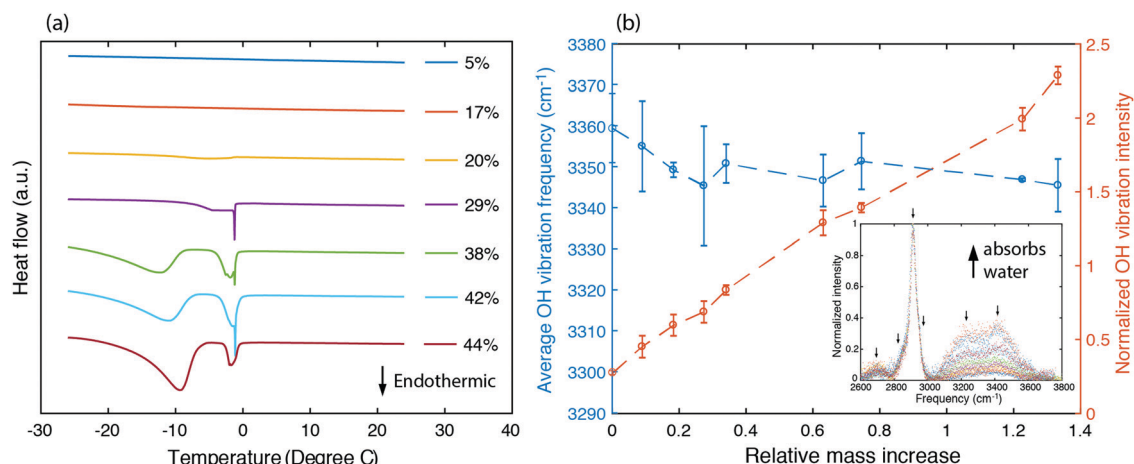 (a)
5%
17%
20%
29%
38%
42%
44%
Endothermic
Heat flow (a.u.)
-30 -20 -10 0 10 20 30 40
Temperature (Degree C)
(b)
3380
3370
3360
3350
3340
3330
3320
3310
3300
3290
Average OH vibration frequency (cm-1)
0 0.2 0.4 0.6 0.8 1 1.2 1.4
Relative mass increase
2.5
2
1.5
1
0.5
0
Normalized OH vibration intensity
absorbs
water
1
0.8
0.6
0.4
0.2
0
Normalized intensity
2600 2800 3000 3200 3400 3600 3800
Frequency (cm-1)